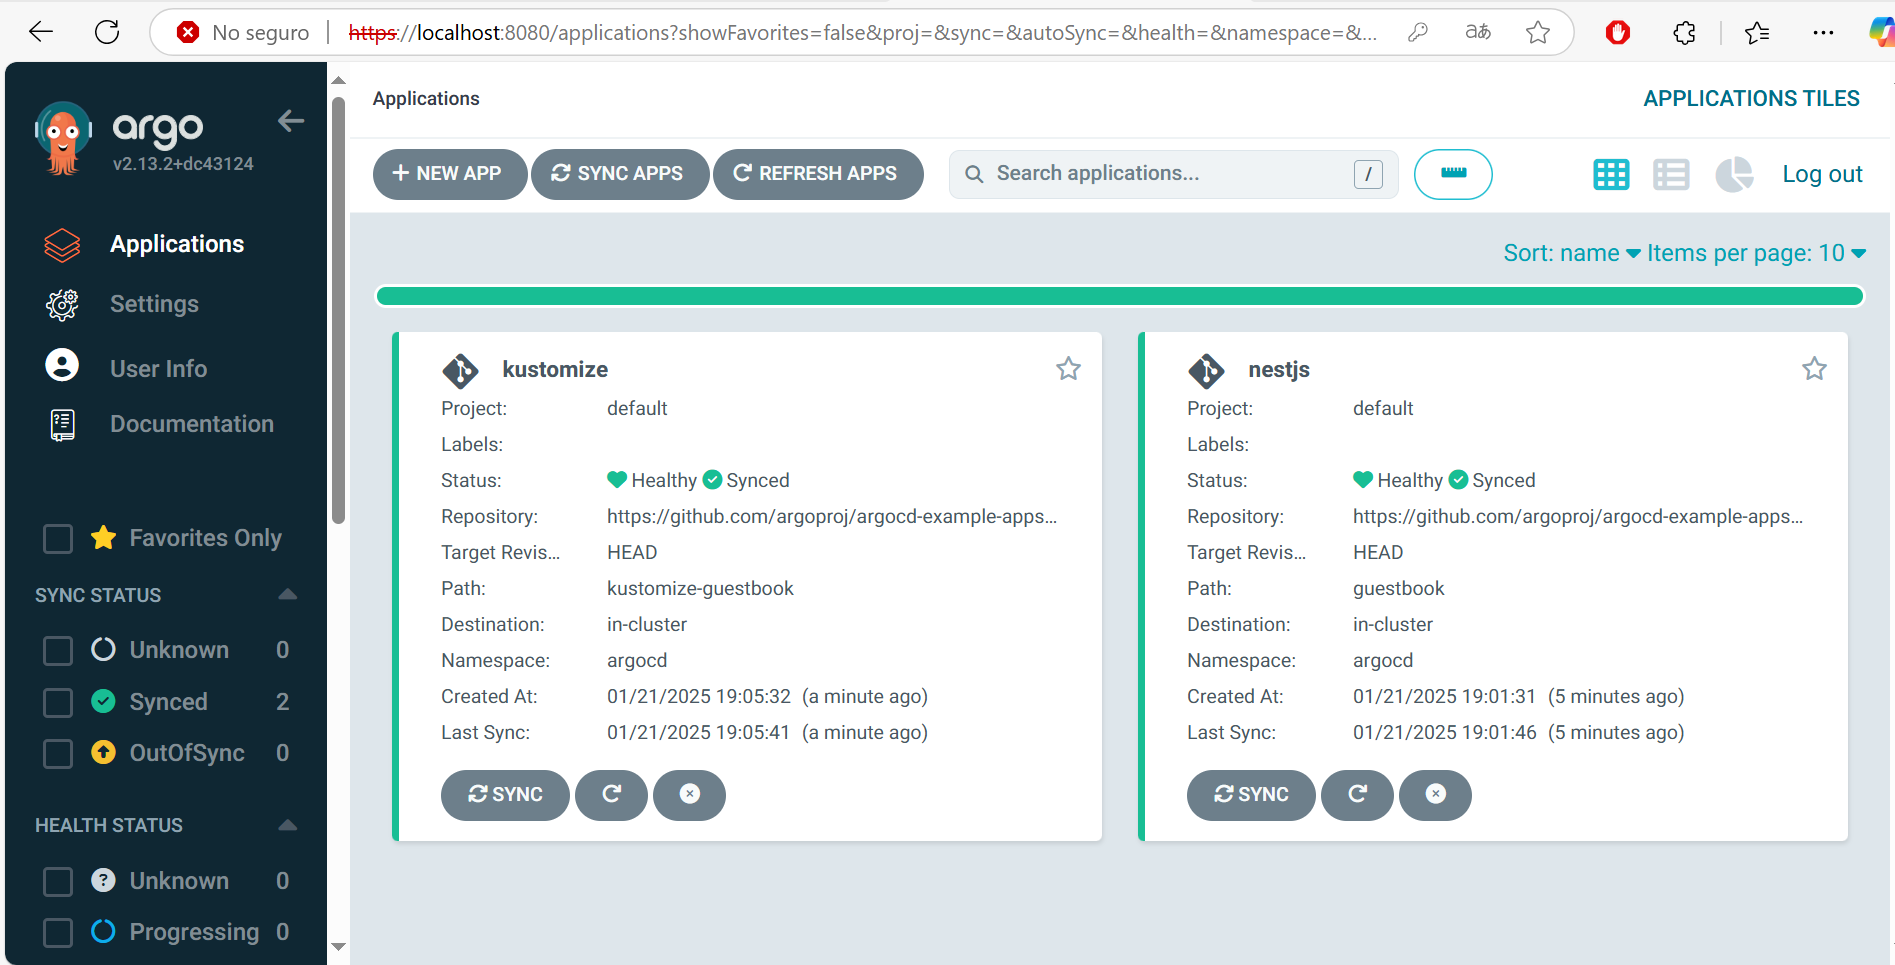 No seguro
https://localhost:8080/applications?showFavorites=false&proj=&sync=&autoSync=&health=&namespace=&...
aあ
argo
v2.13.2+dc43124
Applications
Settings
User Info
Documentation
Favorites Only
SYNC STATUS
Unknown 0
Synced 2
OutOfSync 0
HEALTH STATUS
Unknown 0
Progressing 0
Applications
APPLICATIONS TILES
NEW APP
SYNC APPS
REFRESH APPS
Search applications...
/
Log out
Sort: name
Items per page: 10
kustomize
Project: default
Labels:
Status: Healthy Synced
Repository: https://github.com/argoproj/argocd-example-apps...
Target Revis... HEAD
Path: kustomize-guestbook
Destination: in-cluster
Namespace: argocd
Created At: 01/21/2025 19:05:32 (a minute ago)
Last Sync: 01/21/2025 19:05:41 (a minute ago)
SYNC
nestjs
Project: default
Labels:
Status: Healthy Synced
Repository: https://github.com/argoproj/argocd-example-apps...
Target Revis... HEAD
Path: guestbook
Destination: in-cluster
Namespace: argocd
Created At: 01/21/2025 19:01:31 (5 minutes ago)
Last Sync: 01/21/2025 19:01:46 (5 minutes ago)
SYNC